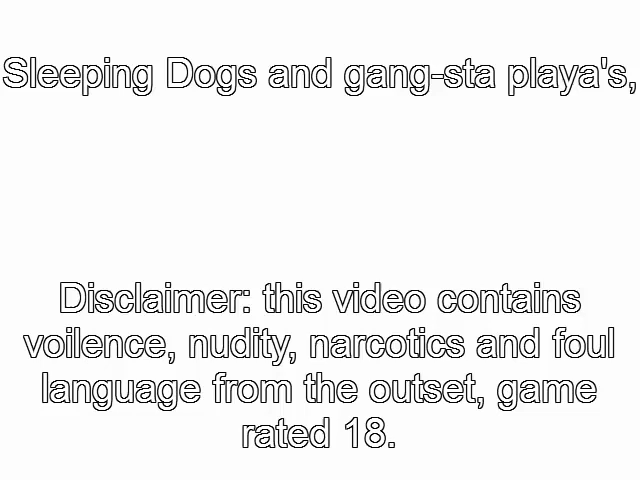 Sleeping Dogs and gang-sta playa's,
Disclaimer: this video contains
voilence, nudity, narcotics and foul
language from the outset, game
rated 18.